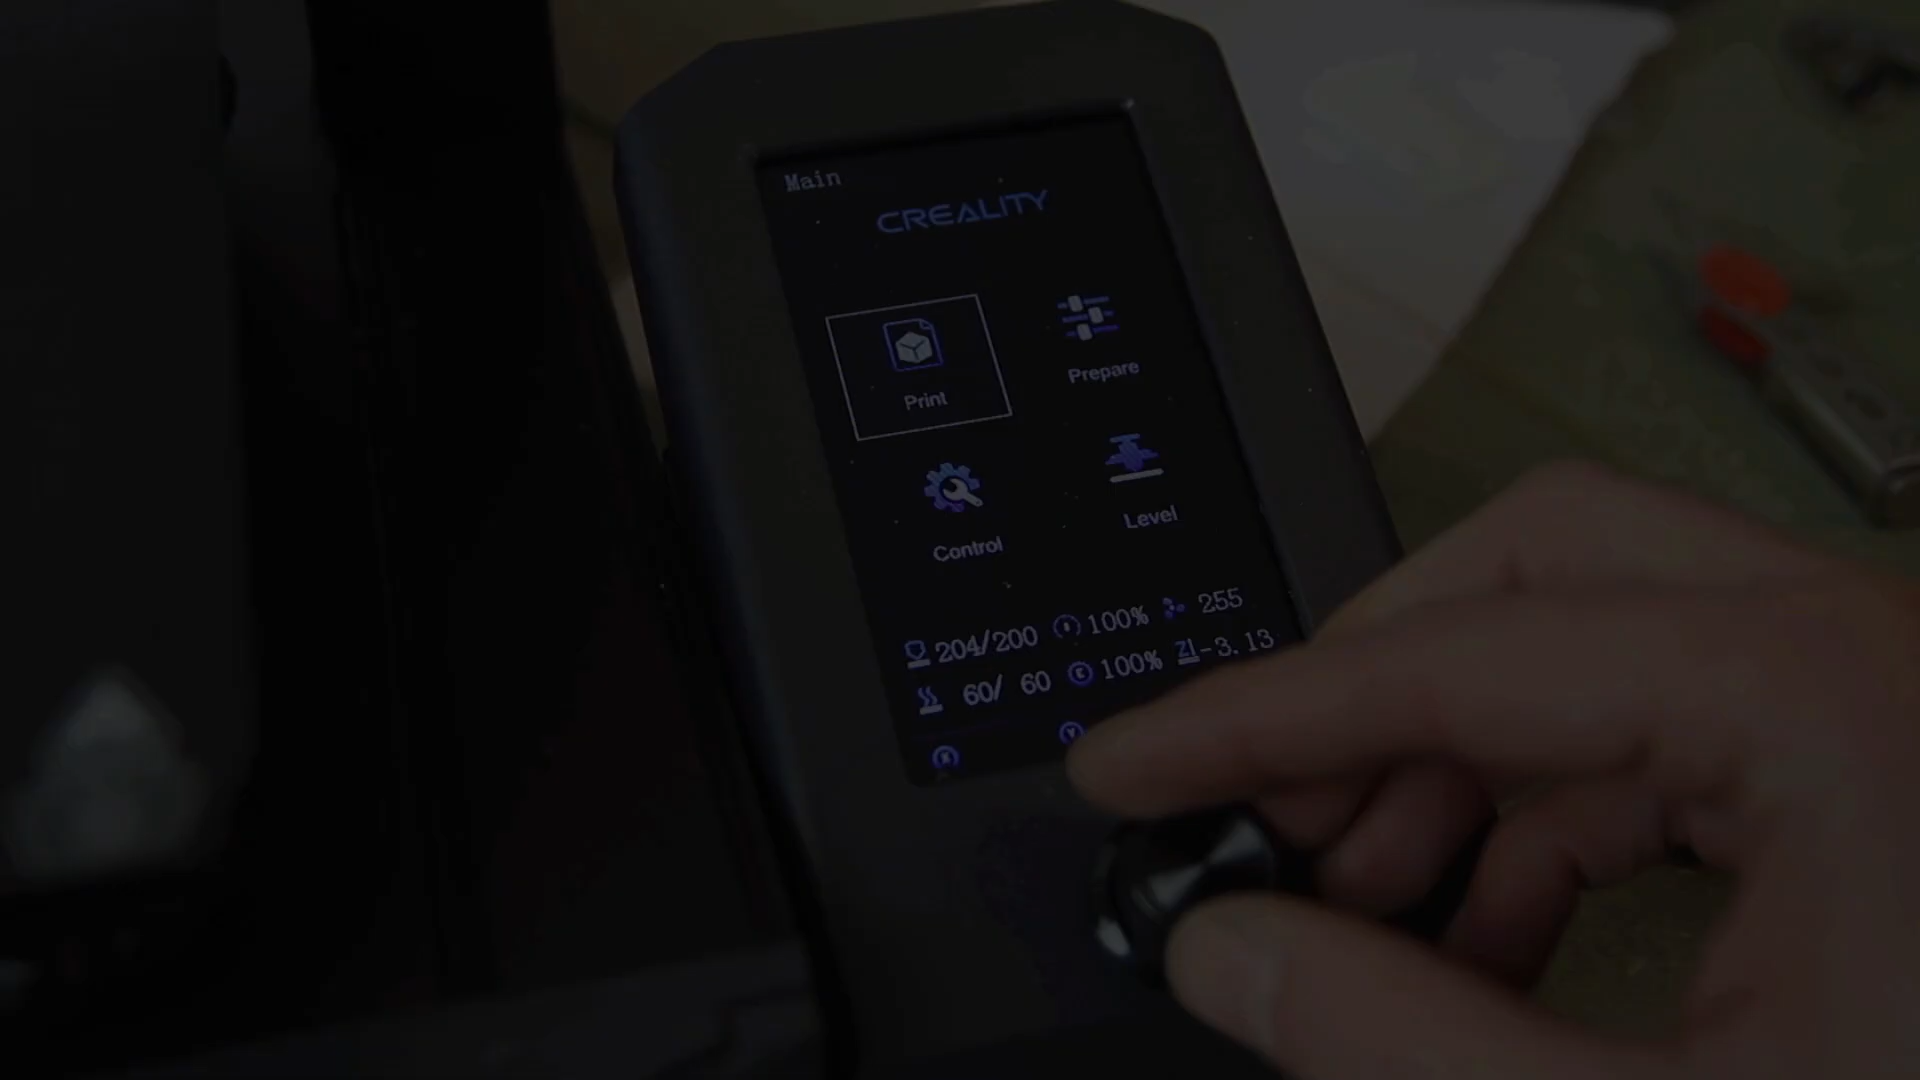 Main
CREALITY
Print
Prepare
Control
Level
204/200 100% 255
60/ 60 100% -3.13